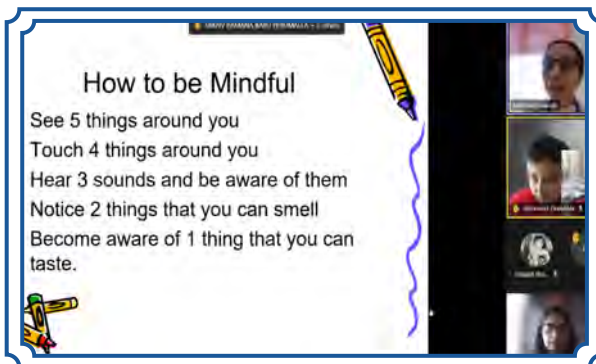 How to be Mindful
See 5 things around you
Touch 4 things around you
Hear 3 sounds and be aware of them
Notice 2 things that you can smell
Become aware of 1 thing that you can
taste.